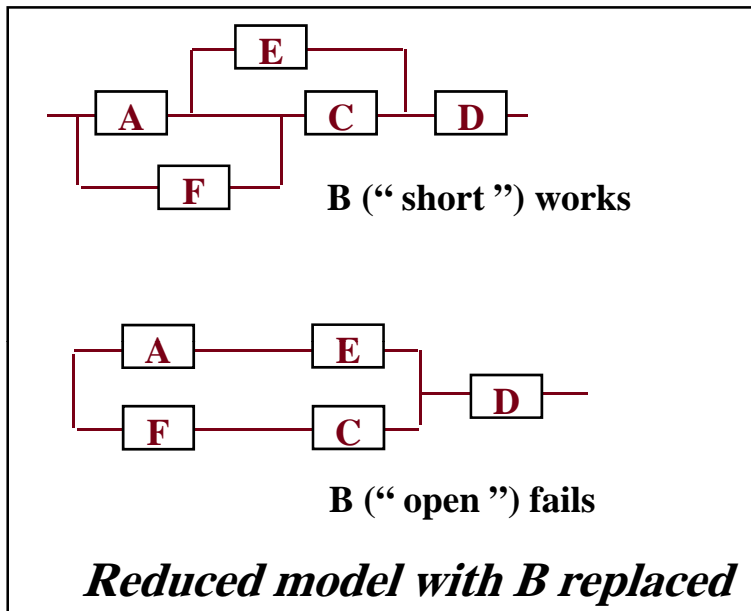 E
A C D
F
B (“ short ”) works
A E
D
F C
B (“ open ”) fails
Reduced model with B replaced